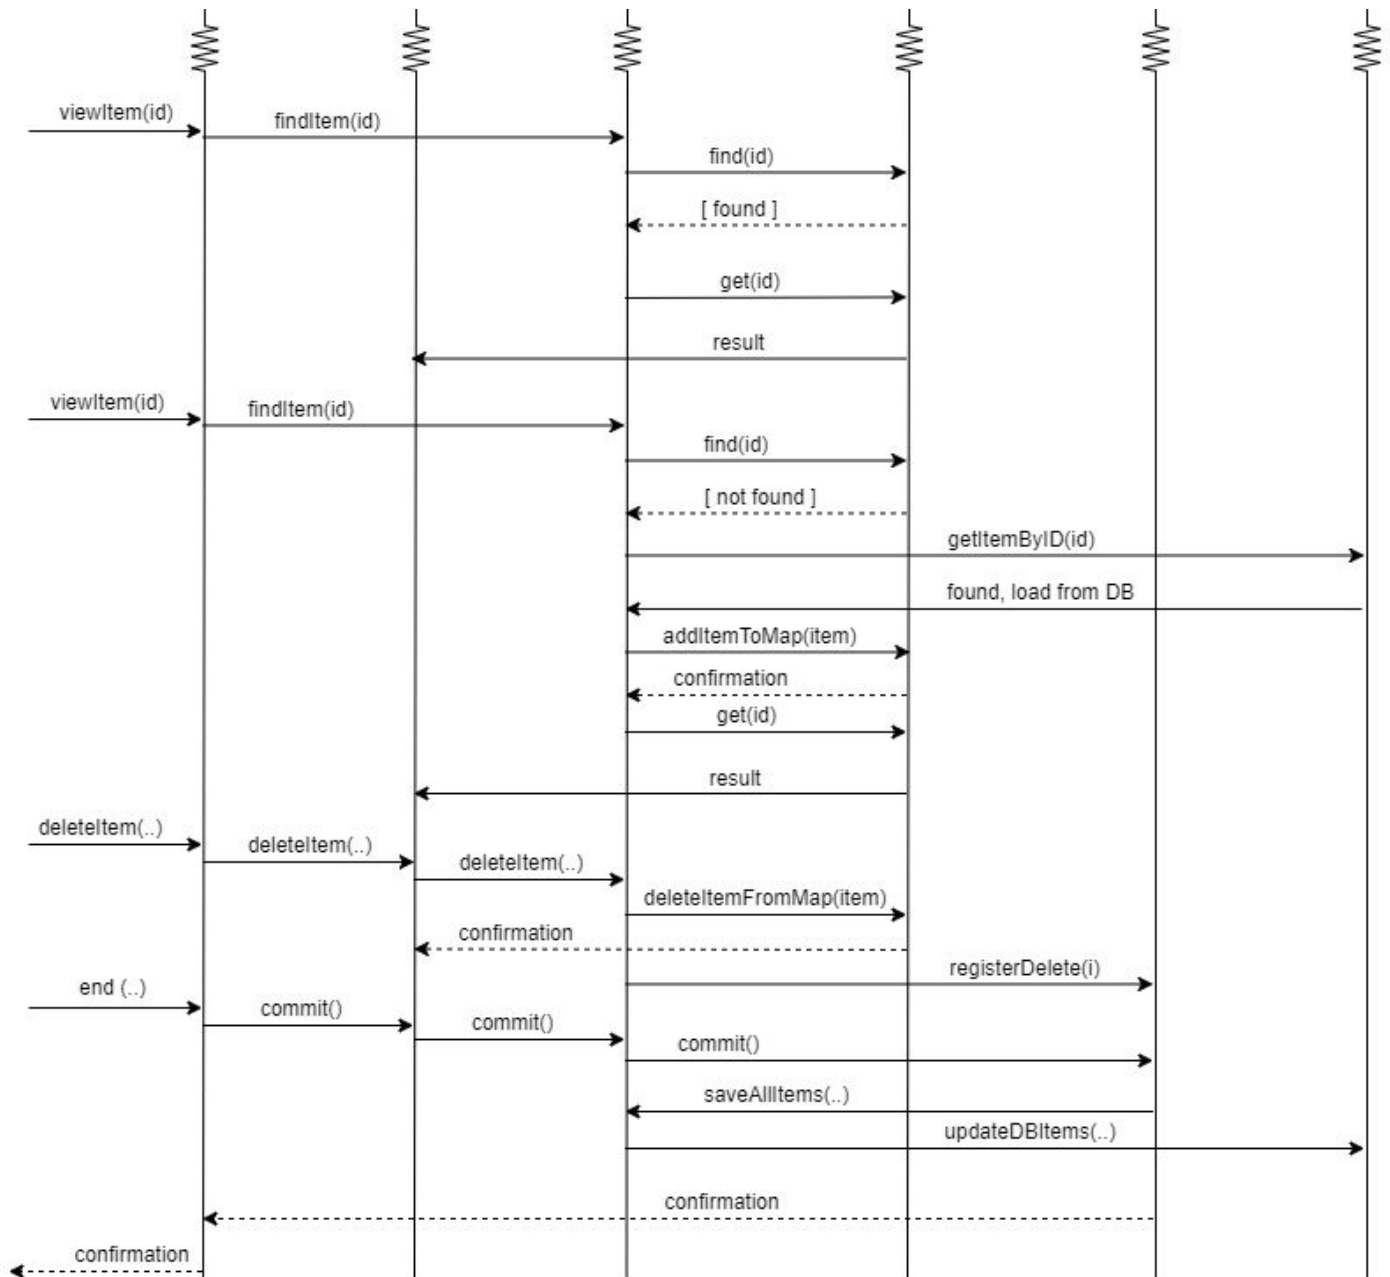 viewItem(id)
findItem(id)
find(id)
[ found ]
get(id)
result
viewItem(id)
findItem(id)
find(id)
[ not found ]
getItemByID(id)
found, load from DB
addItemToMap(item)
confirmation
get(id)
result
deleteItem(..)
deleteItem(..)
deleteItem(..)
deleteItemFromMap(item)
confirmation
registerDelete(i)
end (..)
commit()
commit()
commit()
saveAllItems(..)
updateDBItems(..)
confirmation
confirmation